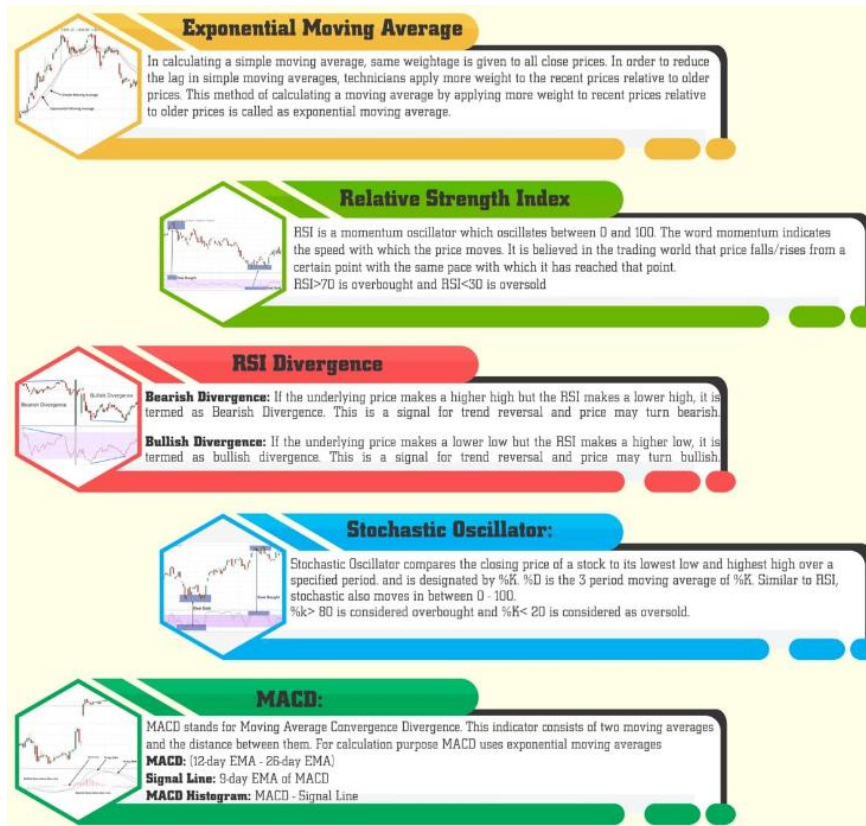 Exponential Moving Average
In calculating a simple moving average, same weightage is given to all close prices. In order to reduce
the lag in simple moving averages, technicians apply more weight to the recent prices relative to older
prices. This method of calculating a moving average by applying more weight to recent prices relative
to older prices is called as exponential moving average.
Simple Moving Average
Exponential Moving Average
Relative Strength Index
RSI is a momentum oscillator which oscillates between 0 and 100. The word momentum indicates
the speed with which the price moves. It is believed in the trading world that price falls/rises from a
certain point with the same pace with which it has reached that point.
RSI>70 is overbought and RSI<30 is oversold
Over Bought
Over Sold
RSI Divergence
Bearish Divergence
Bullish Divergence
Bearish Divergence: If the underlying price makes a higher high but the RSI makes a lower high, it is
termed as Bearish Divergence. This is a signal for trend reversal and price may turn bearish.
Bullish Divergence: If the underlying price makes a lower low but the RSI makes a higher low, it is
termed as bullish divergence. This is a signal for trend reversal and price may turn bullish.
Stochastic Oscillator:
Stochastic Oscillator compares the closing price of a stock to its lowest low and highest high over a
specified period. and is designated by %K. %D is the 3 period moving average of %K. Similar to RSI,
stochastic also moves in between 0 - 100.
%k> 80 is considered overbought and %K< 20 is considered as oversold.
Over Sold
Over Bought
MACD:
MACD stands for Moving Average Convergence Divergence. This indicator consists of two moving averages
and the distance between them. For calculation purpose MACD uses exponential moving averages
MACD: (12-day EMA - 26-day EMA)
Signal Line: 9-day EMA of MACD
MACD Histogram: MACD - Signal Line